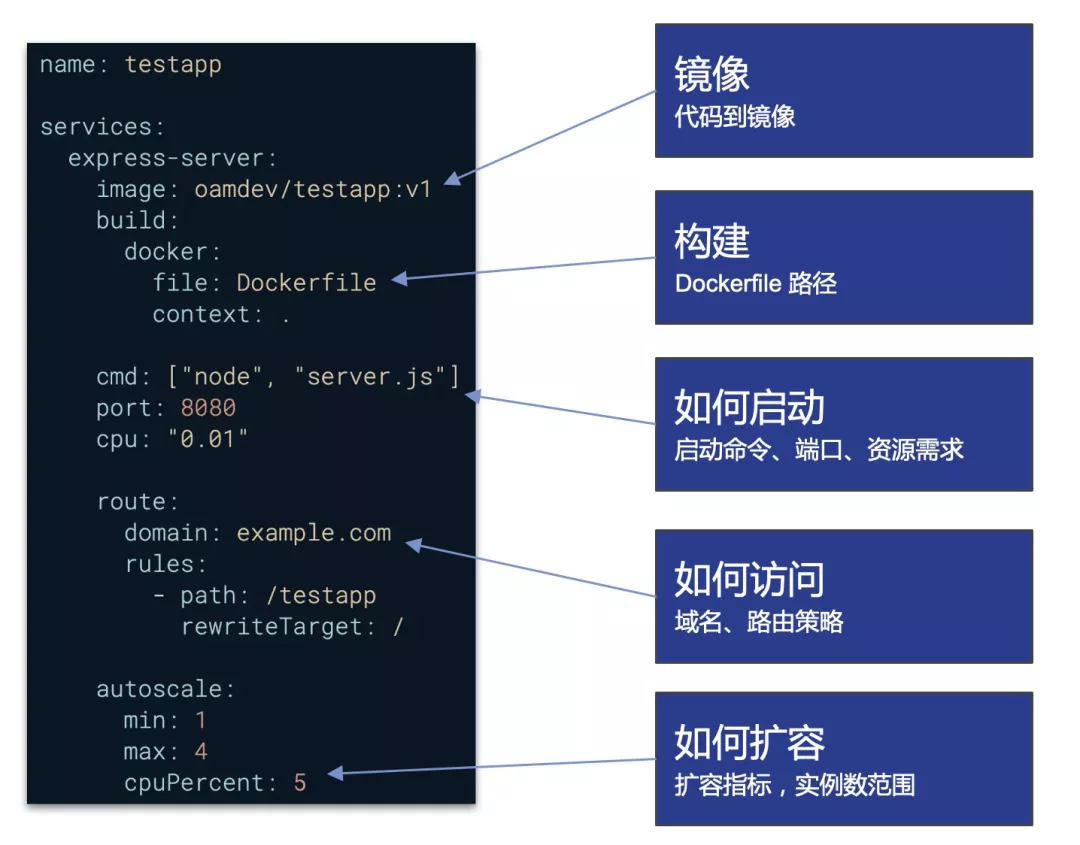 name: testapp
services:
express-server:
image: oamdev/testapp:v1
build:
docker:
file: Dockerfile
context: .
cmd: ["node", "server.js"]
port: 8080
cpu: "0.01"
route:
domain: example.com
rules:
- path: /testapp
rewriteTarget: /
autoscale:
min: 1
max: 4
cpuPercent: 5
镜像
代码到镜像
构建
Dockerfile 路径
如何启动
启动命令、端口、资源需求
如何访问
域名、路由策略
如何扩容
扩容指标，实例数范围